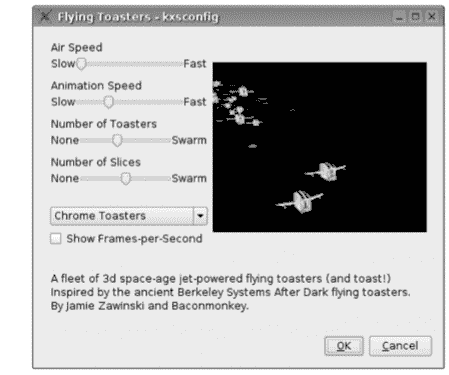 Flying Toasters - kxsconfig
Air Speed
Slow Fast
Animation Speed
Slow Fast
Number of Toasters
None Swarm
Number of Slices
None Swarm
Chrome Toasters
Show Frames-per-Second
A fleet of 3d space-age jet-powered flying toasters (and toast!)
Inspired by the ancient Berkeley Systems After Dark flying toasters.
By Jamie Zawinski and Baconmonkey.
OK Cancel